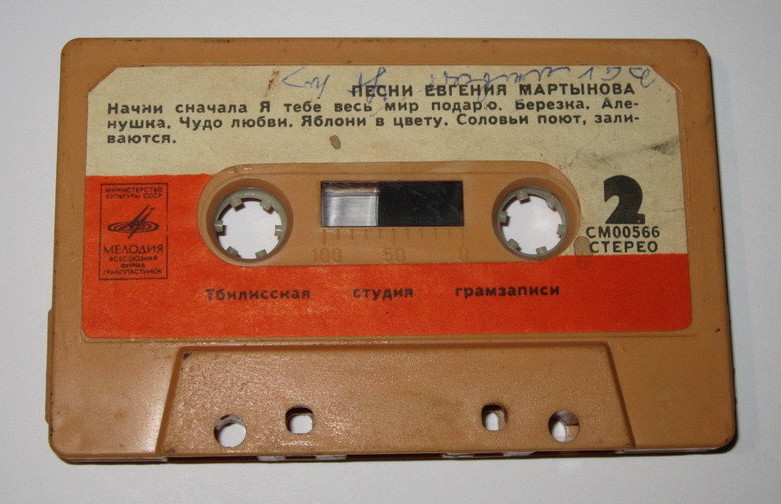 ПЕСНИ ЕВГЕНИЯ МАРТЫНОВА
Начни сначала Я тебе весь мир подарю. Березка. Але-
нушка. Чудо любви. Яблони в цвету. Соловьи поют, зали-
ваются.
МИНИСТЕРСТВО
КУЛЬТУРЫ СССР
МЕЛОДИЯ
ВСЕСОЮЗНАЯ
ФИРМА
ГРАМПЛАСТИНОК
2
СМ00566
СТЕРЕО
100 50 0
Тбилисская студия грамзаписи